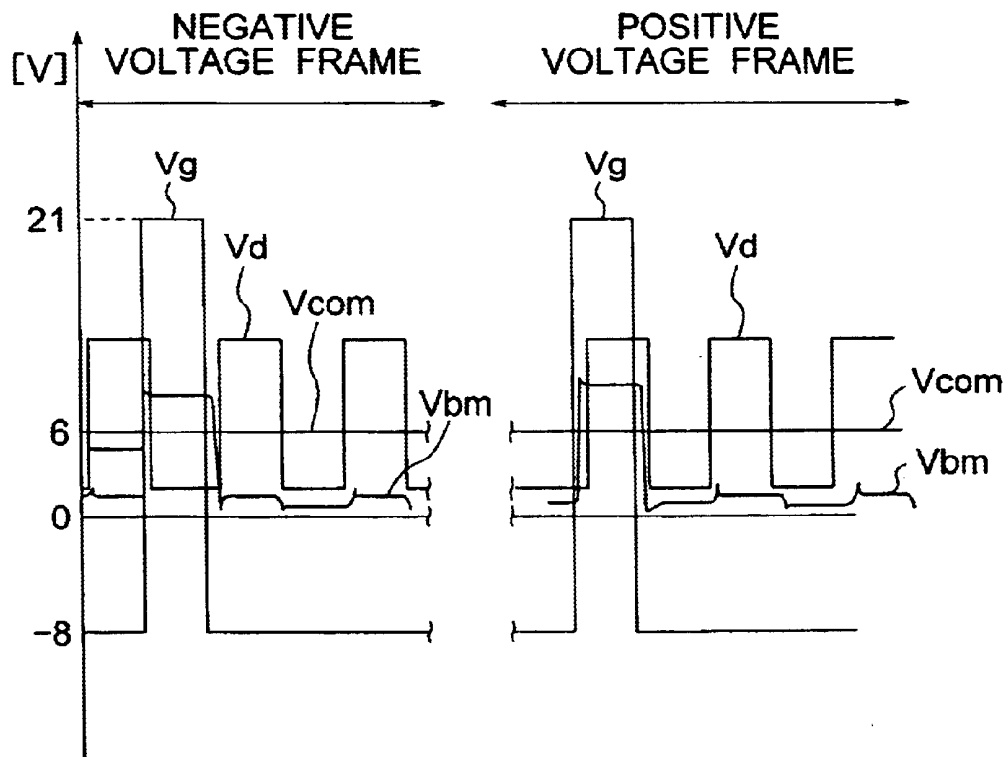 NEGATIVE
VOLTAGE FRAME
POSITIVE
VOLTAGE FRAME
[V]
Vg
Vg
21
Vd
Vd
Vcom
Vcom
6
Vbm
Vbm
0
−8